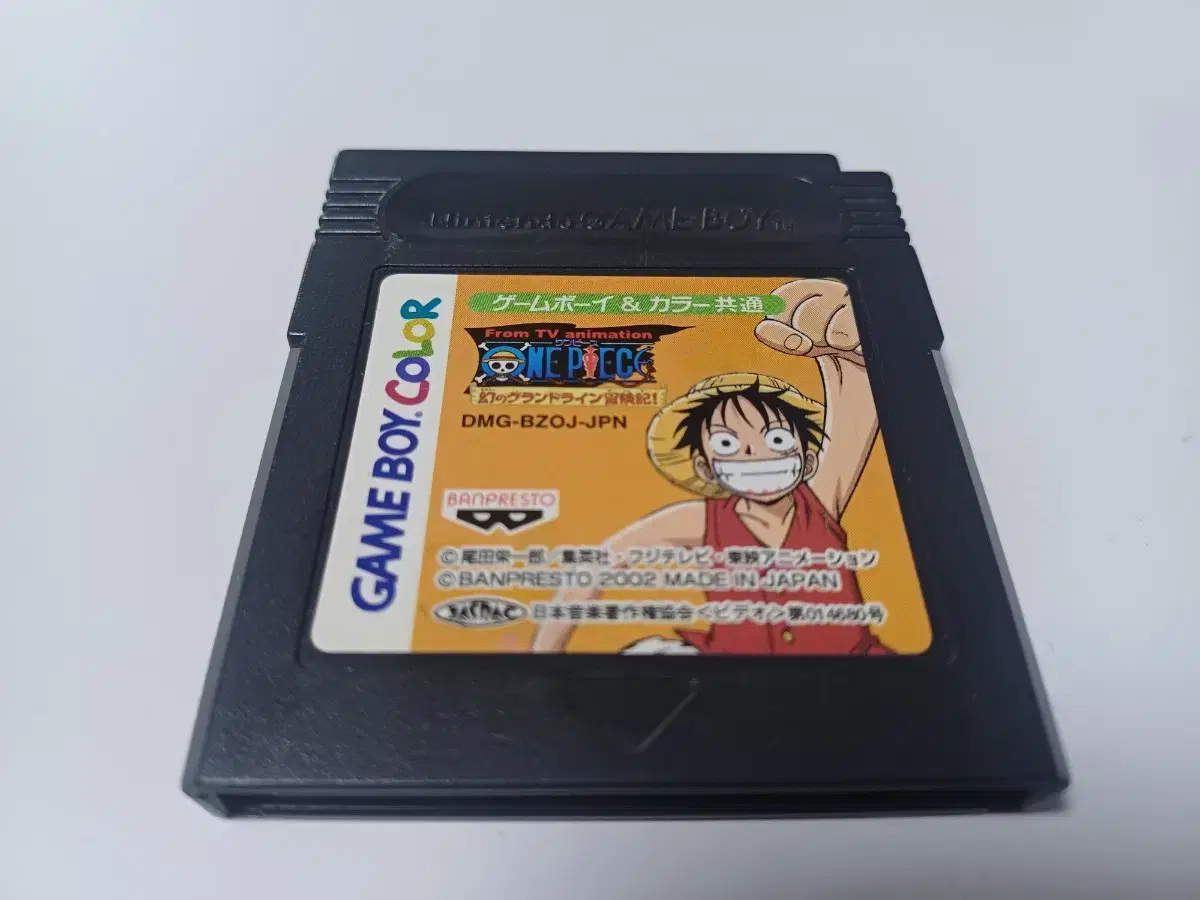 Nintendo GAME BOY TM
GAME BOY COLOR
ゲームボーイ & カラー共通
From TV animation
ワンピース
ONE PIECE
幻のグランドライン冒険記!
DMG-BZOJ-JPN
BANPRESTO
©尾田栄一郎/集英社・フジテレビ・東映アニメーション
©BANPRESTO 2002 MADE IN JAPAN
JASRAC 日本音楽著作権協会<ビデオ>第014680号